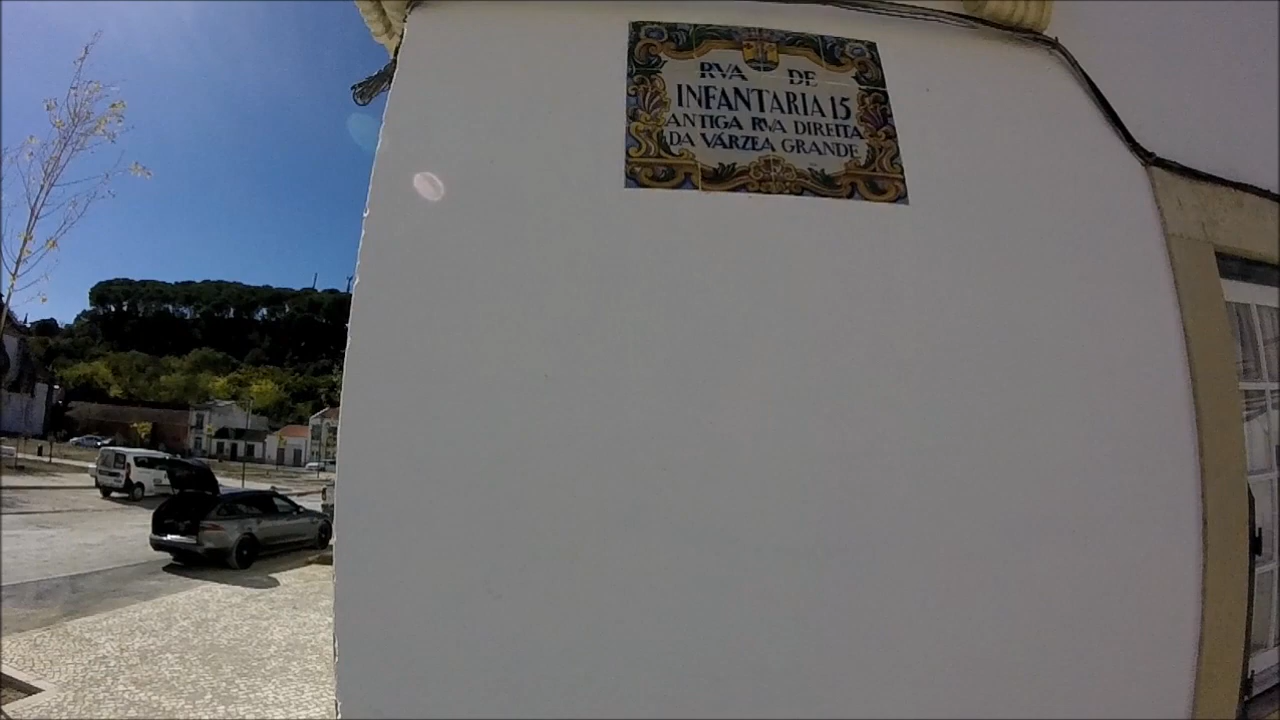 RVA DE
INFANTARIA 15
ANTIGA RVA DIREITA
DA VÁRZEA GRANDE